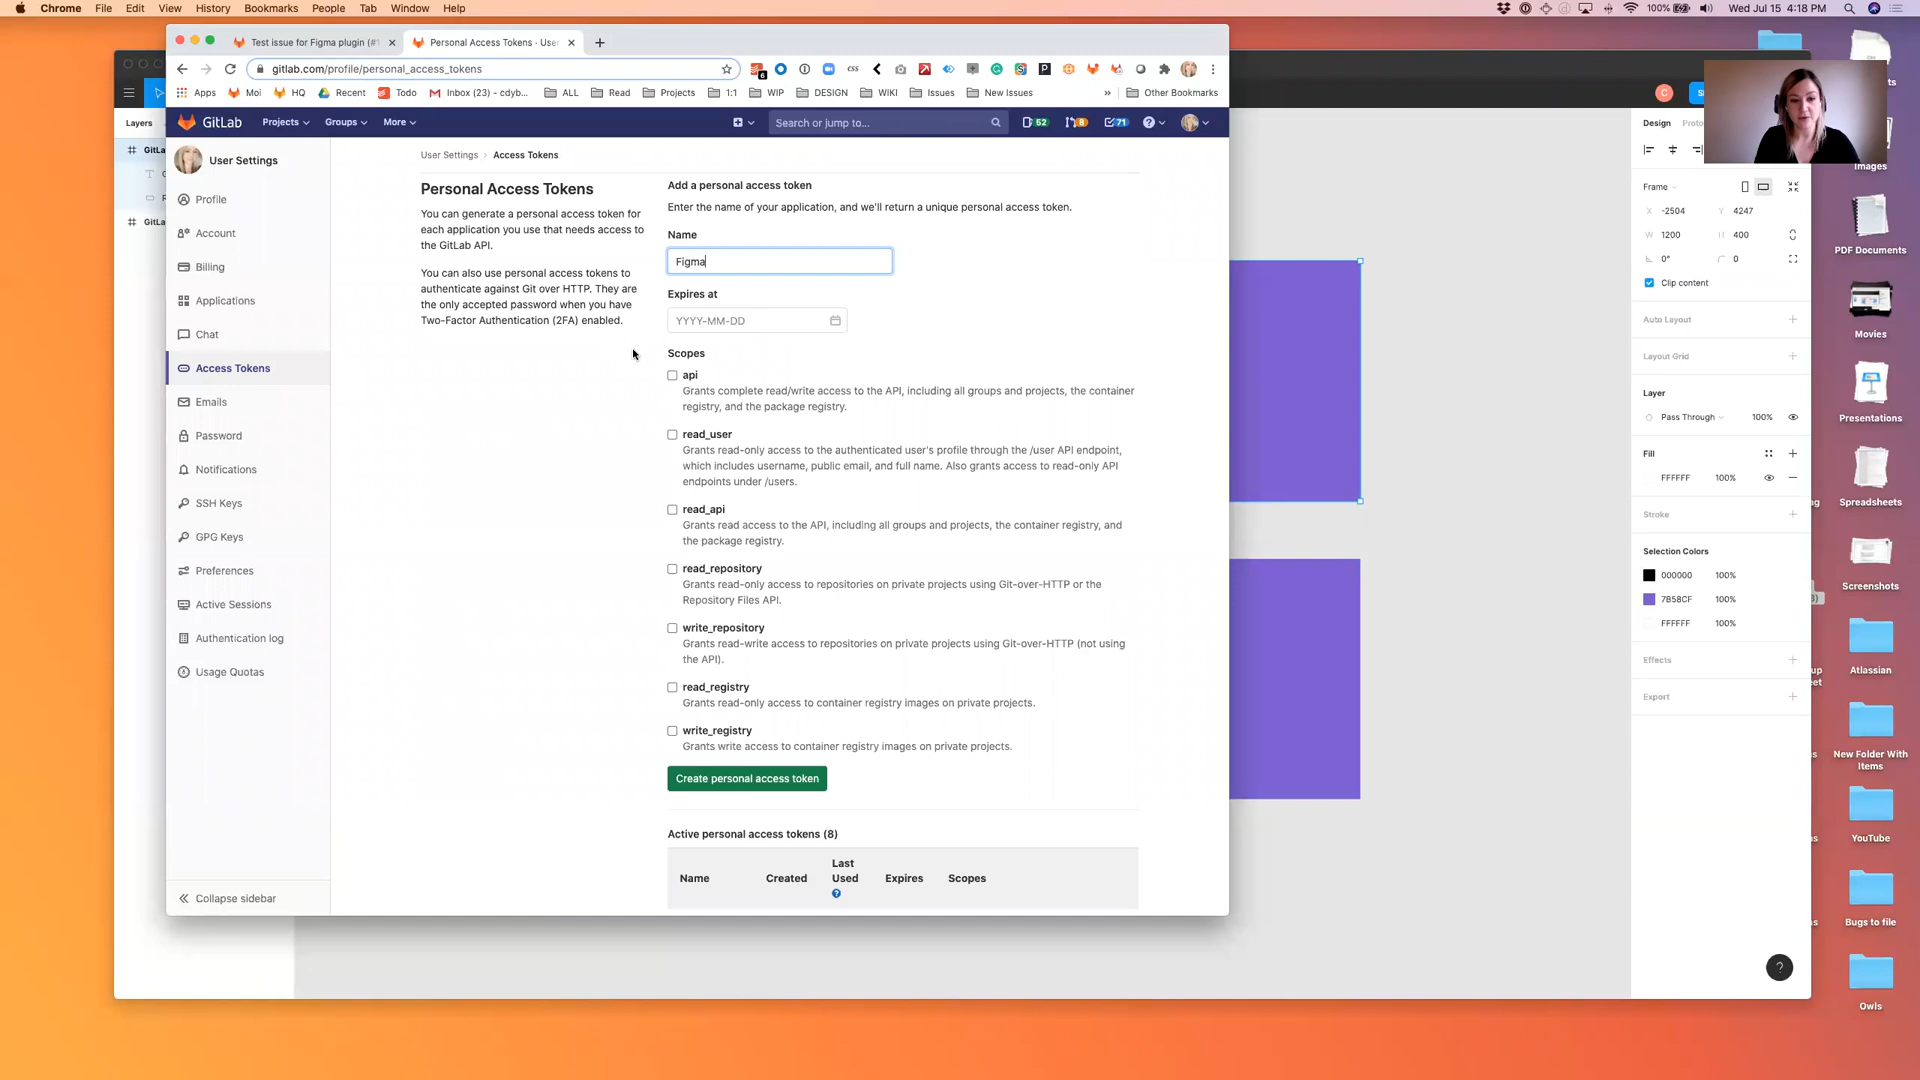 Chrome File Edit View History Bookmarks People Tab Window Help
100% Wed Jul 15 4:18 PM
Test issue for Figma plugin (#1
Personal Access Tokens · Use
gitlab.com/profile/personal_access_tokens
6
css
Apps Moi HQ Recent Todo Inbox (23) - cdyb... ALL Read Projects 1:1 WIP DESIGN WIKI Issues New Issues » Other Bookmarks
GitLab Projects Groups More Search or jump to... 52 8 71
Layers
GitLa
GitLa
User Settings
Profile
Account
Billing
Applications
Chat
Access Tokens
Emails
Password
Notifications
SSH Keys
GPG Keys
Preferences
Active Sessions
Authentication log
Usage Quotas
Collapse sidebar
User Settings › Access Tokens
Personal Access Tokens
You can generate a personal access token for
each application you use that needs access to
the GitLab API.
You can also use personal access tokens to
authenticate against Git over HTTP. They are
the only accepted password when you have
Two-Factor Authentication (2FA) enabled.
Add a personal access token
Enter the name of your application, and we'll return a unique personal access token.
Name
Figma
Expires at
YYYY-MM-DD
Scopes
api
Grants complete read/write access to the API, including all groups and projects, the container
registry, and the package registry.
read_user
Grants read-only access to the authenticated user's profile through the /user API endpoint,
which includes username, public email, and full name. Also grants access to read-only API
endpoints under /users.
read_api
Grants read access to the API, including all groups and projects, the container registry, and
the package registry.
read_repository
Grants read-only access to repositories on private projects using Git-over-HTTP or the
Repository Files API.
write_repository
Grants read-write access to repositories on private projects using Git-over-HTTP (not using
the API).
read_registry
Grants read-only access to container registry images on private projects.
write_registry
Grants write access to container registry images on private projects.
Create personal access token
Active personal access tokens (8)
Name Created Last Used Expires Scopes
C
Design Proto
Frame
X -2504 Y 4247
W 1200 H 400
0° 0
Clip content
Auto Layout
Layout Grid
Layer
Pass Through 100%
Fill
FFFFFF 100%
Stroke
Selection Colors
000000 100%
7B58CF 100%
FFFFFF 100%
Effects
Export
?
Images
PDF Documents
Movies
Presentations
Spreadsheets
Screenshots
Atlassian
New Folder With
Items
YouTube
Bugs to file
Owls